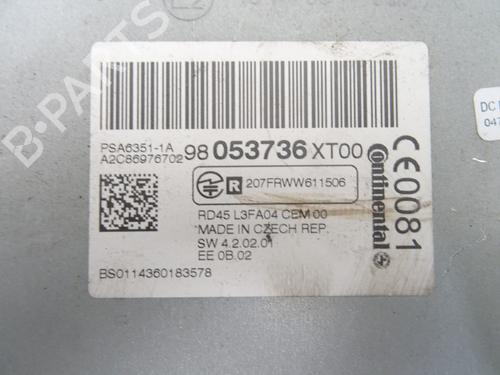 PSA6351-1A
A2C86976702 98 053736 XT00
R 207FRWW611506
RD45 L3FA04 CEM 00
MADE IN CZECH REP.
SW 4.2.02.01
EE 0B.02
BS0114360183578
Continental
CE0081
DC
047
B-PARTS